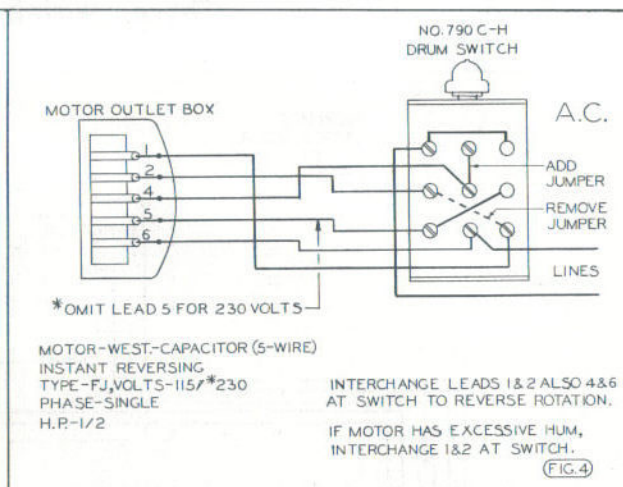 NO. 790 C-H
DRUM SWITCH
MOTOR OUTLET BOX
A.C.
1
2
4
5
6
ADD
JUMPER
REMOVE
JUMPER
LINES
*OMIT LEAD 5 FOR 230 VOLTS
MOTOR-WEST.-CAPACITOR (5-WIRE)
INSTANT REVERSING
TYPE-FJ, VOLTS-115/*230
PHASE-SINGLE
H.P.-1/2
INTERCHANGE LEADS 1&2 ALSO 4&6
AT SWITCH TO REVERSE ROTATION.
IF MOTOR HAS EXCESSIVE HUM,
INTERCHANGE 1&2 AT SWITCH.
FIG. 4